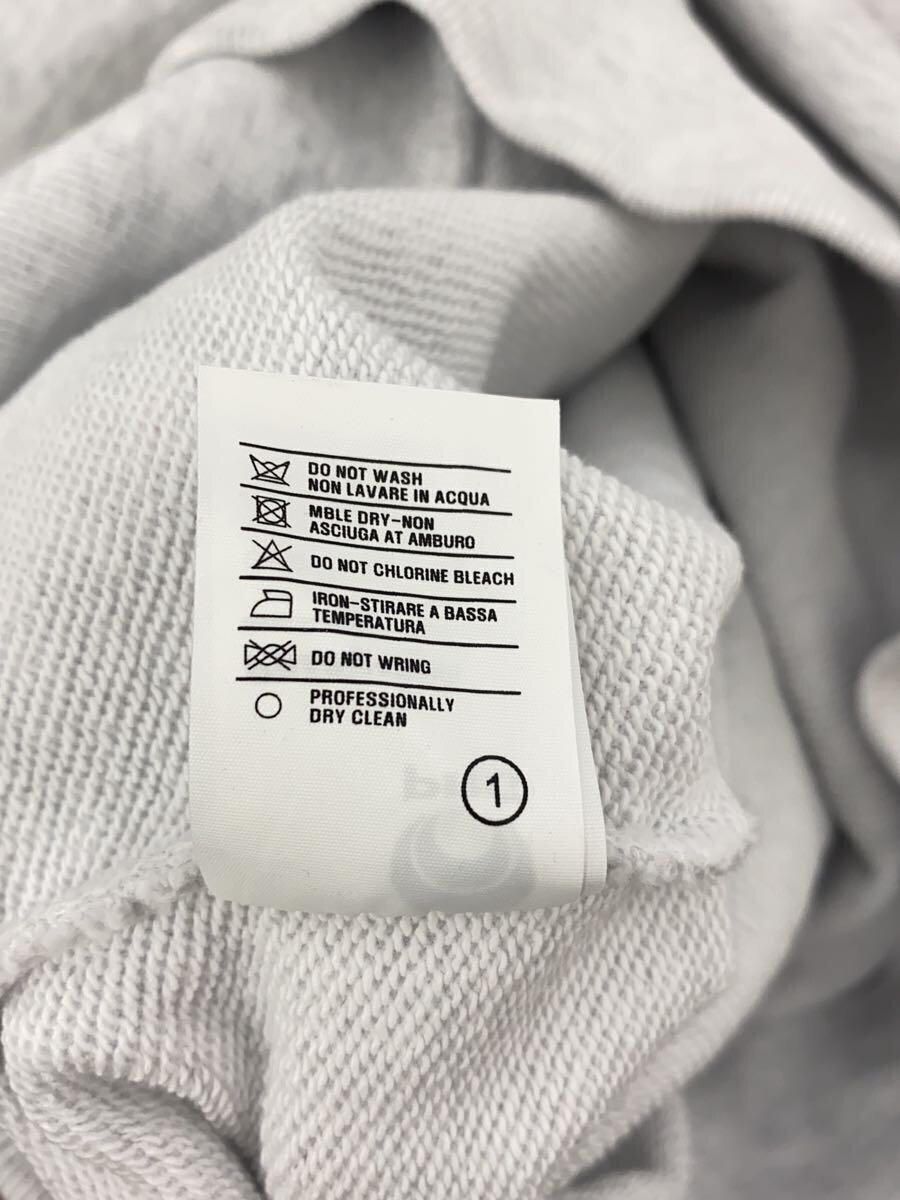 DO NOT WASH
NON LAVARE IN ACQUA
MBLE DRY-NON
ASCIUGA AT AMBURO
DO NOT CHLORINE BLEACH
IRON-STIRARE A BASSA
TEMPERATURA
DO NOT WRING
PROFESSIONALLY
DRY CLEAN
1